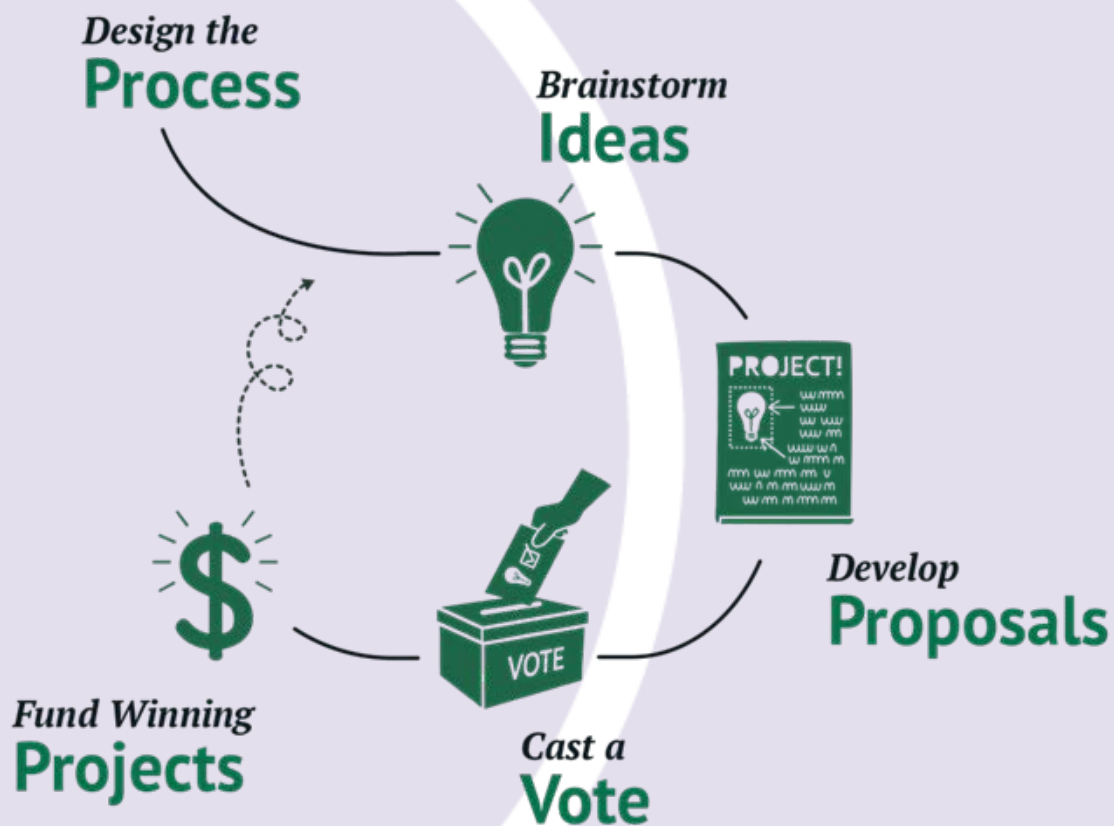 Design the
Process
Brainstorm
Ideas
PROJECT!
Develop
Proposals
VOTE
Cast a
Vote
Fund Winning
Projects